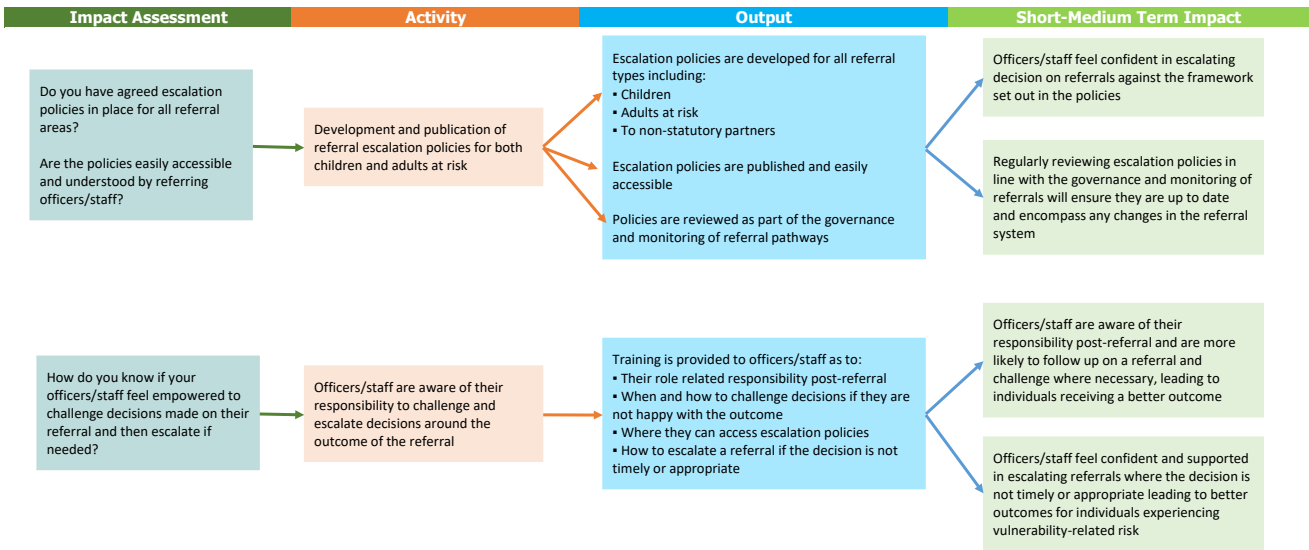 Impact Assessment
Activity
Output
Short-Medium Term Impact
Do you have agreed escalation
policies in place for all referral
areas?
Are the policies easily accessible
and understood by referring
officers/staff?
Development and publication of
referral escalation policies for both
children and adults at risk
Escalation policies are developed for all referral
types including:
▪ Children
▪ Adults at risk
▪ To non-statutory partners
Escalation policies are published and easily
accessible
Policies are reviewed as part of the governance
and monitoring of referral pathways
Officers/staff feel confident in escalating
decision on referrals against the framework
set out in the policies
Regularly reviewing escalation policies in
line with the governance and monitoring of
referrals will ensure they are up to date
and encompass any changes in the referral
system
How do you know if your
officers/staff feel empowered to
challenge decisions made on their
referral and then escalate if
needed?
Officers/staff are aware of their
responsibility to challenge and
escalate decisions around the
outcome of the referral
Training is provided to officers/staff as to:
▪ Their role related responsibility post-referral
▪ When and how to challenge decisions if they are
not happy with the outcome
▪ Where they can access escalation policies
▪ How to escalate a referral if the decision is not
timely or appropriate
Officers/staff are aware of their
responsibility post-referral and are more
likely to follow up on a referral and
challenge where necessary, leading to
individuals receiving a better outcome
Officers/staff feel confident and supported
in escalating referrals where the decision is
not timely or appropriate leading to better
outcomes for individuals experiencing
vulnerability-related risk